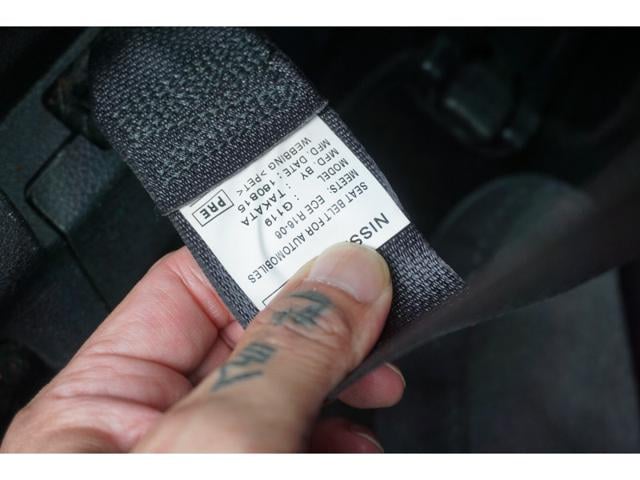 NISS
SEAT BELT FOR AUTOMOBILES
MEETS: ECE R16-06
MODEL : G119
MFD. BY : TAKATA
MFD. DATE : 180815
WEBBING >PET<
PRE